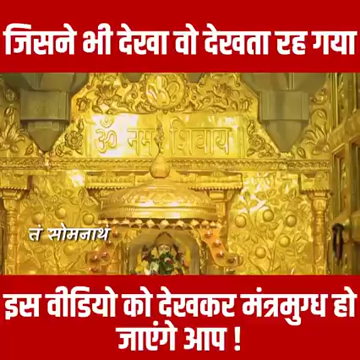 जिसने भी देखा वो देखता रह गया
ॐ नमः शिवाय
तं सोमनाथं
इस वीडियो को देखकर मंत्रमुग्ध हो
जाएंगे आप !